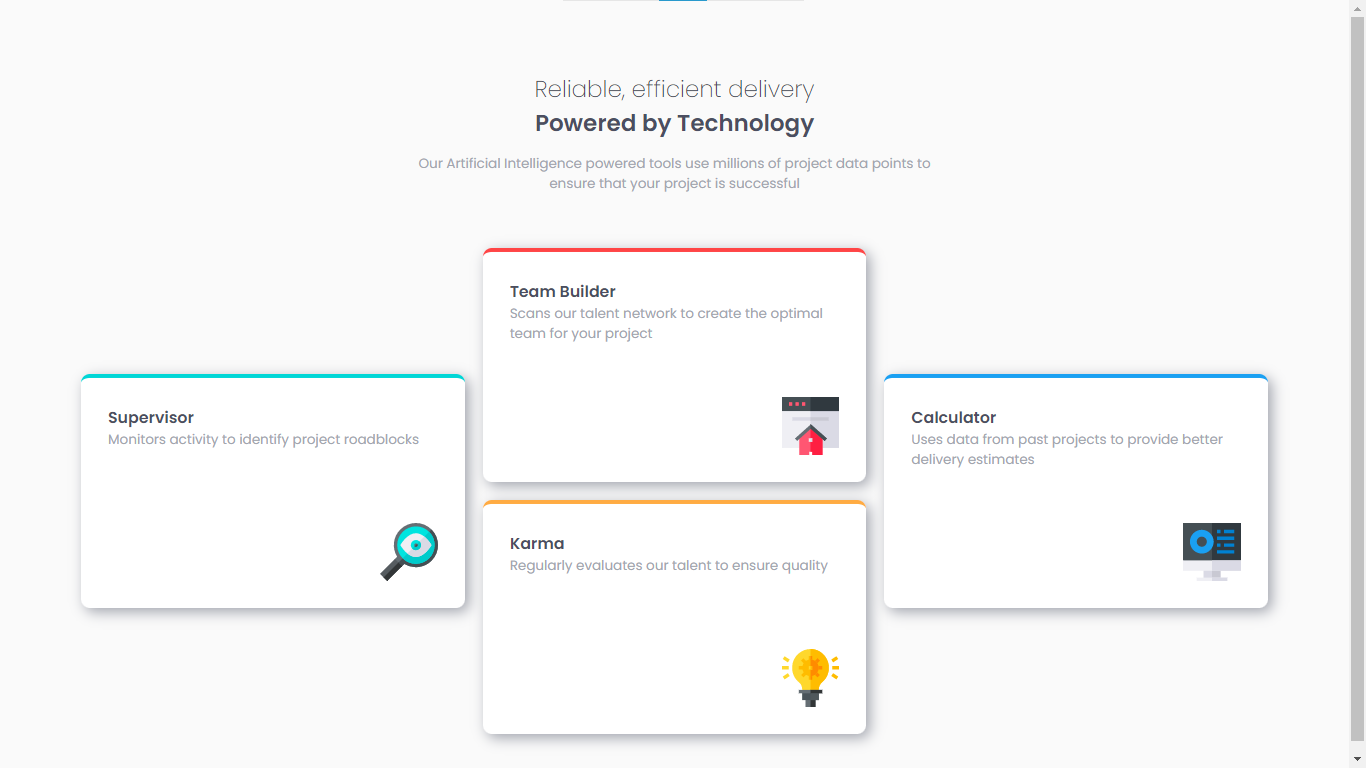 Reliable, efficient delivery
Powered by Technology
Our Artificial Intelligence powered tools use millions of project data points to
ensure that your project is successful
Supervisor
Monitors activity to identify project roadblocks
Team Builder
Scans our talent network to create the optimal
team for your project
Karma
Regularly evaluates our talent to ensure quality
Calculator
Uses data from past projects to provide better
delivery estimates